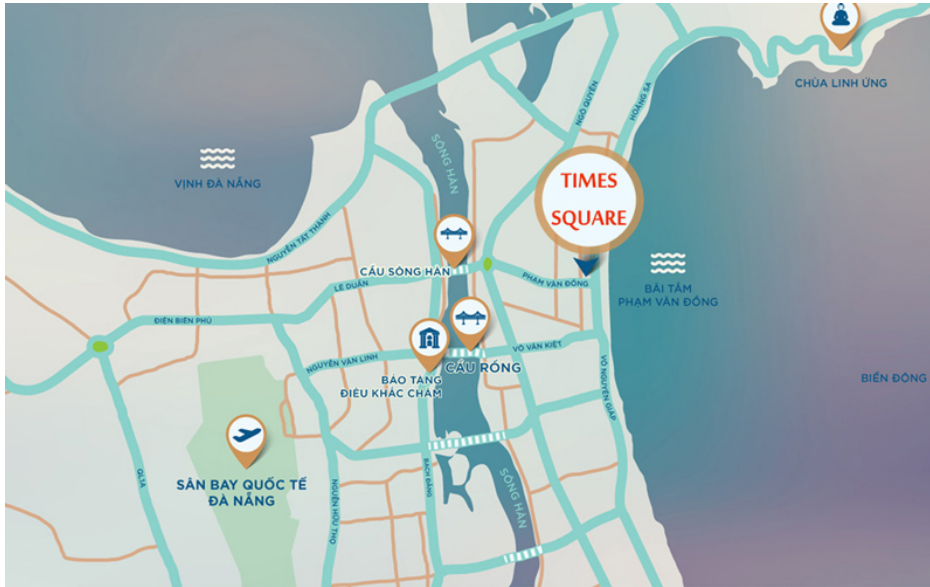 CHÙA LINH ỨNG
NGÔ QUYỀN
HOÀNG SA
SÔNG HÀN
VỊNH ĐÀ NẴNG
TIMES
SQUARE
NGUYỄN TẤT THÀNH
CẦU SÔNG HÀN
LÊ DUẨN
PHẠM VĂN ĐỒNG
BÃI TẮM
PHẠM VĂN ĐỒNG
ĐIỆN BIÊN PHỦ
NGUYỄN VĂN LINH
VÕ VĂN KIỆT
CẦU RỒNG
BẢO TÀNG
ĐIÊU KHẮC CHĂM
VÕ NGUYÊN GIÁP
BIỂN ĐÔNG
SÂN BAY QUỐC TẾ
ĐÀ NẴNG
QL1A
NGUYỄN HỮU THỌ
BẠCH ĐẰNG
SÔNG HÀN